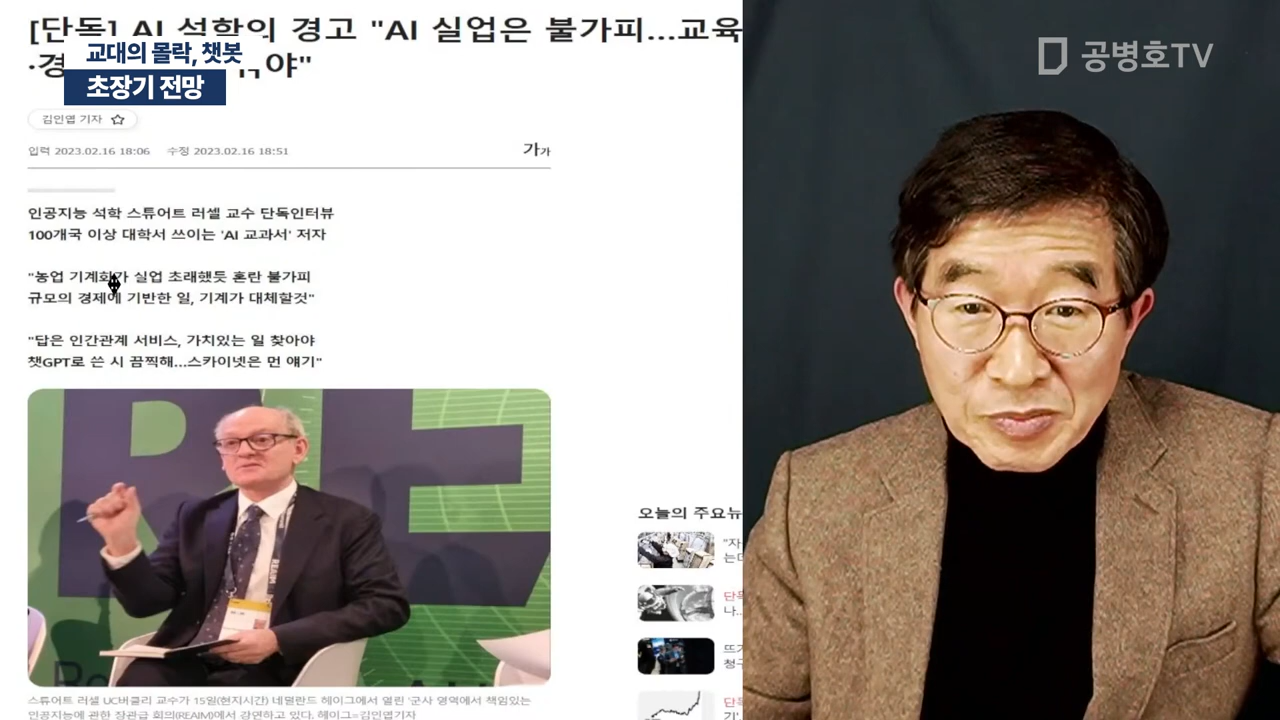 [단독] AI 석학의 경고 "AI 실업은 불가피...교육
교대의 몰락, 챗봇
초장기 전망
공병호TV
김인엽 기자
입력 2023.02.16 18:06 수정 2023.02.16 18:51
가가
인공지능 석학 스튜어트 러셀 교수 단독인터뷰
100개국 이상 대학서 쓰이는 'AI 교과서' 저자
"농업 기계화가 실업 초래했듯 혼란 불가피
규모의 경제에 기반한 일, 기계가 대체할것"
"답은 인간관계 서비스, 가치있는 일 찾아야
챗GPT로 쓴 시 끔찍해...스카이넷은 먼 얘기"
REAIM
스튜어트 러셀 UC버클리 교수가 15일(현지시간) 네덜란드 헤이그에서 열린 '군사 영역에서 책임있는
인공지능에 관한 장관급 회의(REAIM)에서 강연하고 있다. 헤이그=김인엽기자
오늘의 주요뉴